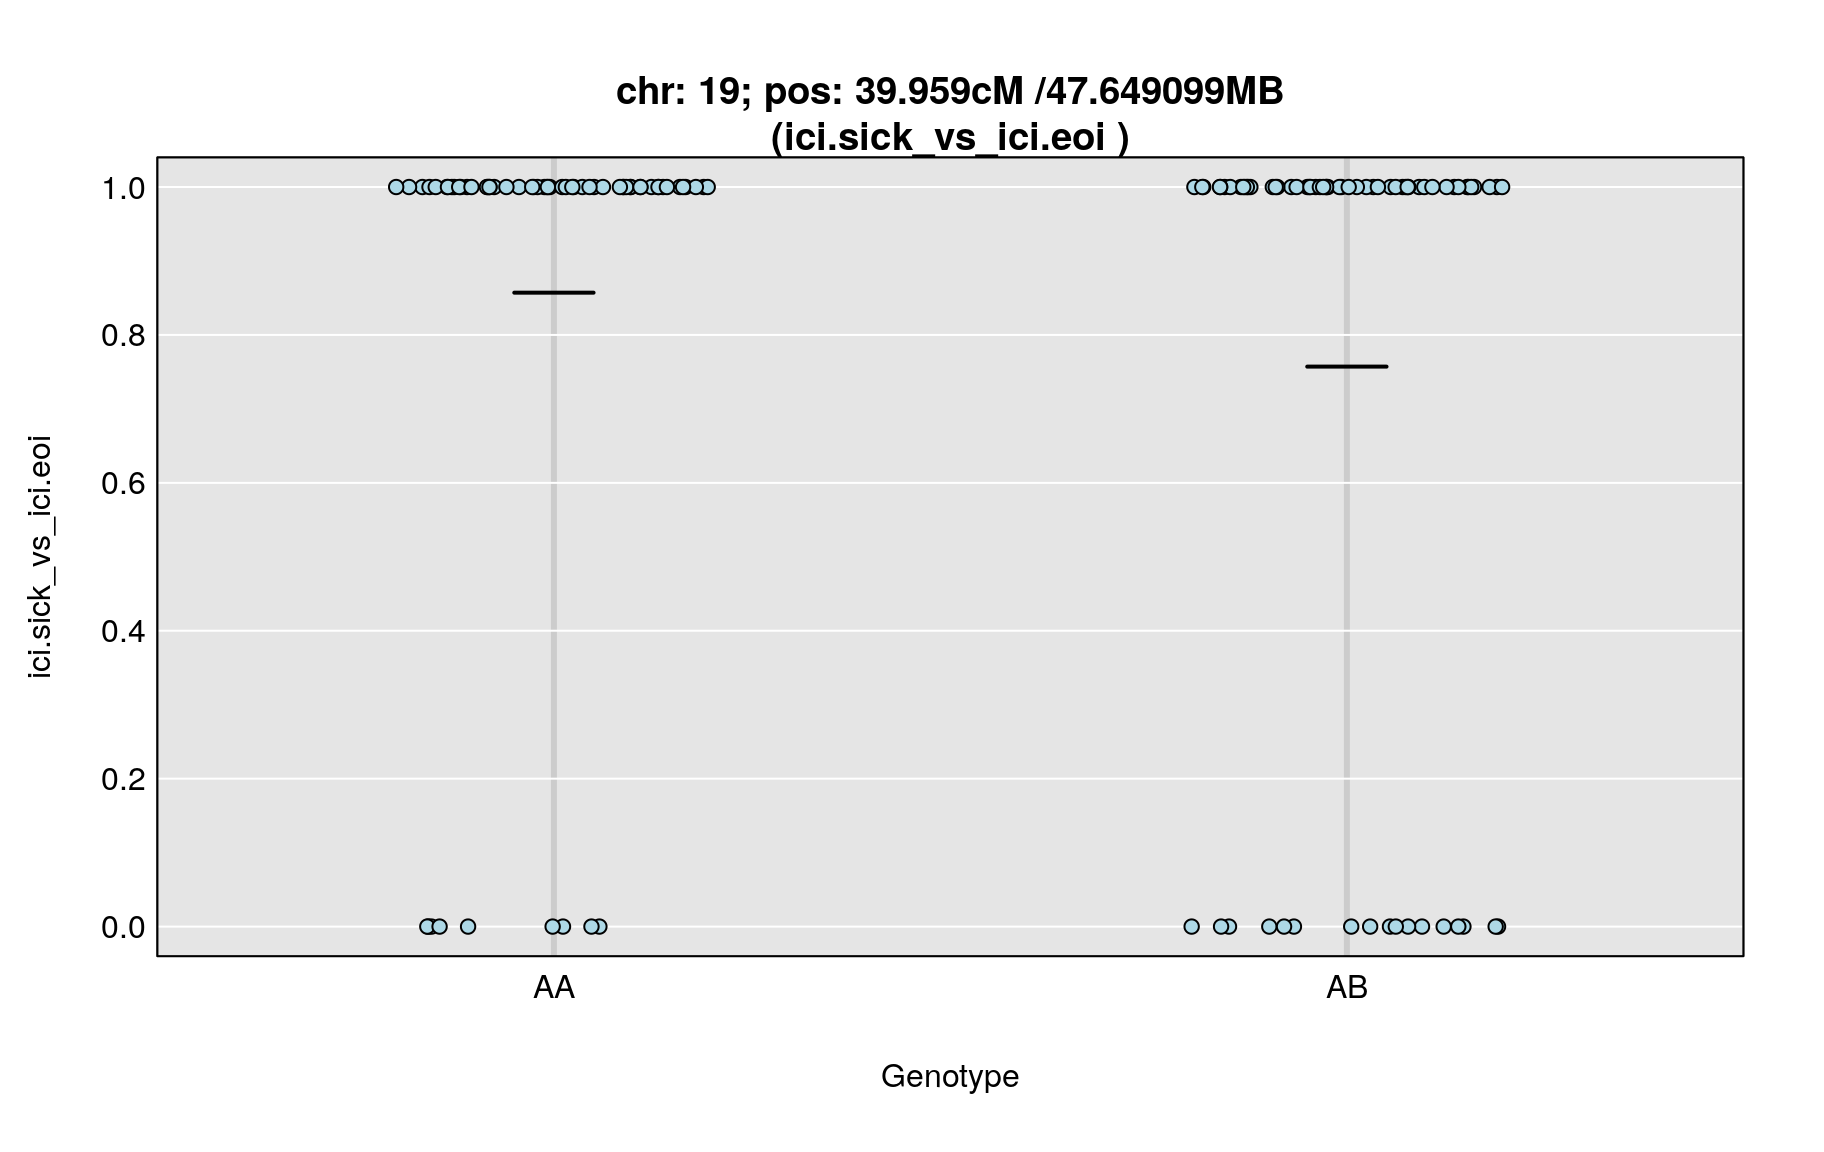 chr: 19; pos: 39.959cM /47.649099MB
(ici.sick_vs_ici.eoi )
ici.sick_vs_ici.eoi
1.0
0.8
0.6
0.4
0.2
0.0
AA AB
Genotype